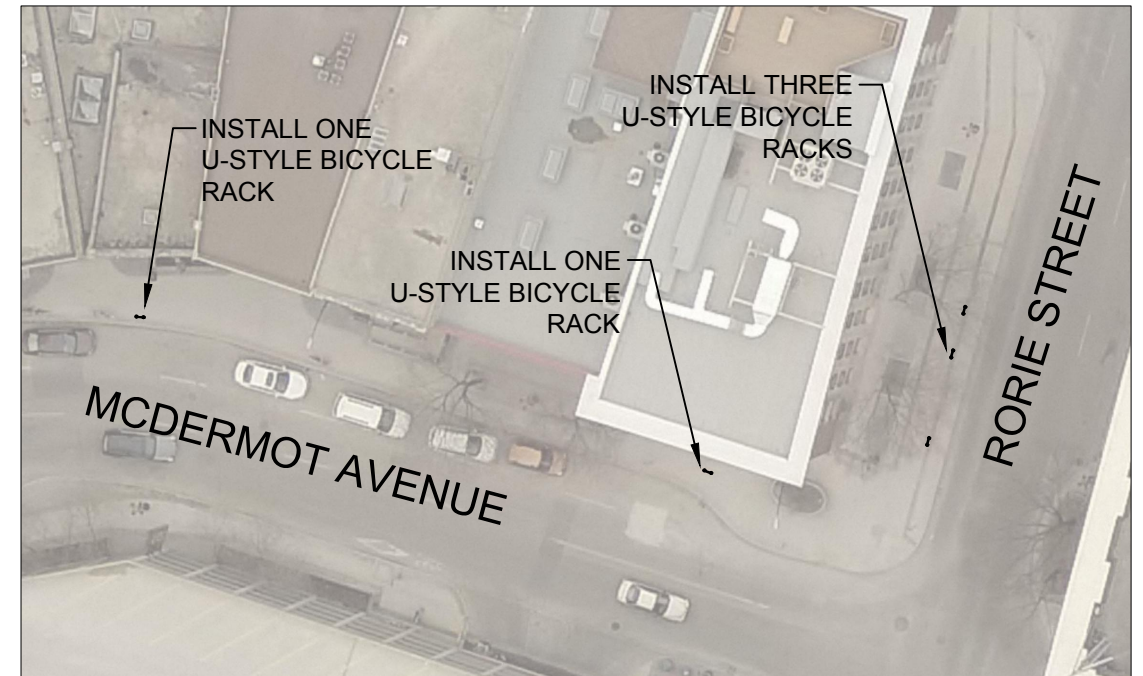 INSTALL THREE
U-STYLE BICYCLE
RACKS
INSTALL ONE
U-STYLE BICYCLE
RACK
INSTALL ONE
U-STYLE BICYCLE
RACK
MCDERMOT AVENUE
RORIE STREET